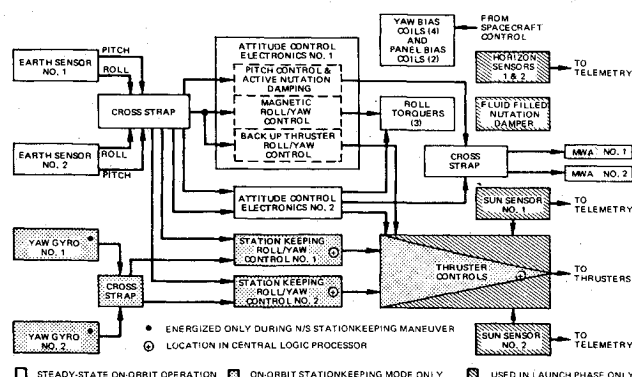 EARTH SENSOR
NO. 1
PITCH
ROLL
EARTH SENSOR
NO. 2
ROLL
PITCH
CROSS STRAP
ATTITUDE CONTROL
ELECTRONICS NO. 1
PITCH CONTROL &
ACTIVE NUTATION
DAMPING
MAGNETIC
ROLL/YAW
CONTROL
BACK UP THRUSTER
ROLL/YAW
CONTROL
ATTITUDE CONTROL
ELECTRONICS NO. 2
YAW BIAS
COILS (4)
AND
PANEL BIAS
COILS (2)
FROM
SPACECRAFT
CONTROL
HORIZON
SENSORS
1 & 2
TO
TELEMETRY
ROLL
TORQUERS
(3)
FLUID FILLED
NUTATION
DAMPER
CROSS
STRAP
MWA NO. 1
MWA NO. 2
SUN SENSOR
NO. 1
TO
TELEMETRY
YAW GYRO
NO. 1
CROSS
STRAP
YAW GYRO
NO. 2
STATION KEEPING
ROLL/YAW
CONTROL NO. 1
STATION KEEPING
ROLL/YAW
CONTROL NO. 2
THRUSTER
CONTROLS
TO
THRUSTERS
SUN SENSOR
NO. 2
TO
TELEMETRY
ENERGIZED ONLY DURING N/S STATIONKEEPING MANEUVER
LOCATION IN CENTRAL LOGIC PROCESSOR
STEADY-STATE ON-ORBIT OPERATION
ON-ORBIT STATIONKEEPING MODE ONLY
USED IN LAUNCH PHASE ONLY